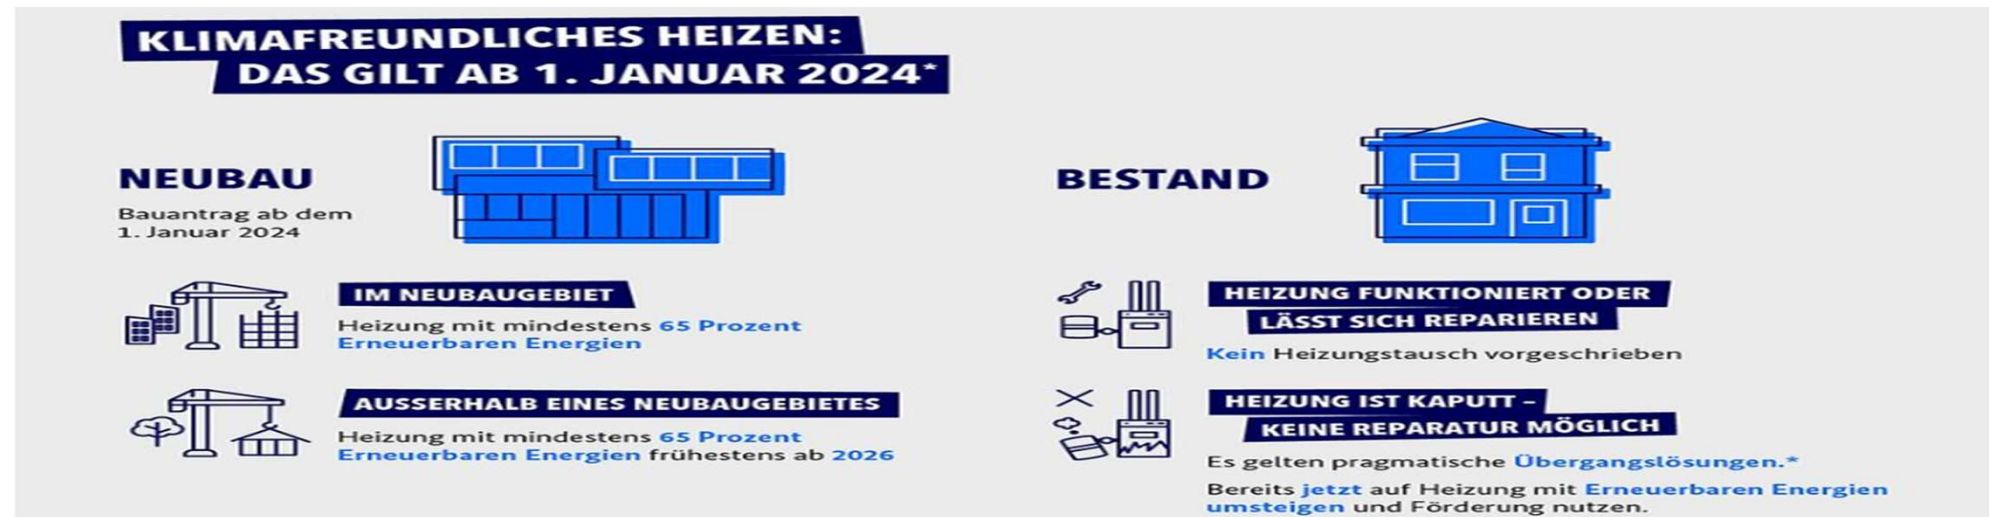 KLIMAFREUNDLICHES HEIZEN:
DAS GILT AB 1. JANUAR 2024*
NEUBAU
Bauantrag ab dem
1. Januar 2024
IM NEUBAUGEBIET
Heizung mit mindestens 65 Prozent
Erneuerbaren Energien
AUSSERHALB EINES NEUBAUGEBIETES
Heizung mit mindestens 65 Prozent
Erneuerbaren Energien frühestens ab 2026
BESTAND
HEIZUNG FUNKTIONIERT ODER
LÄSST SICH REPARIEREN
Kein Heizungstausch vorgeschrieben
HEIZUNG IST KAPUTT –
KEINE REPARATUR MÖGLICH
Es gelten pragmatische Übergangslösungen.*
Bereits jetzt auf Heizung mit Erneuerbaren Energien
umsteigen und Förderung nutzen.